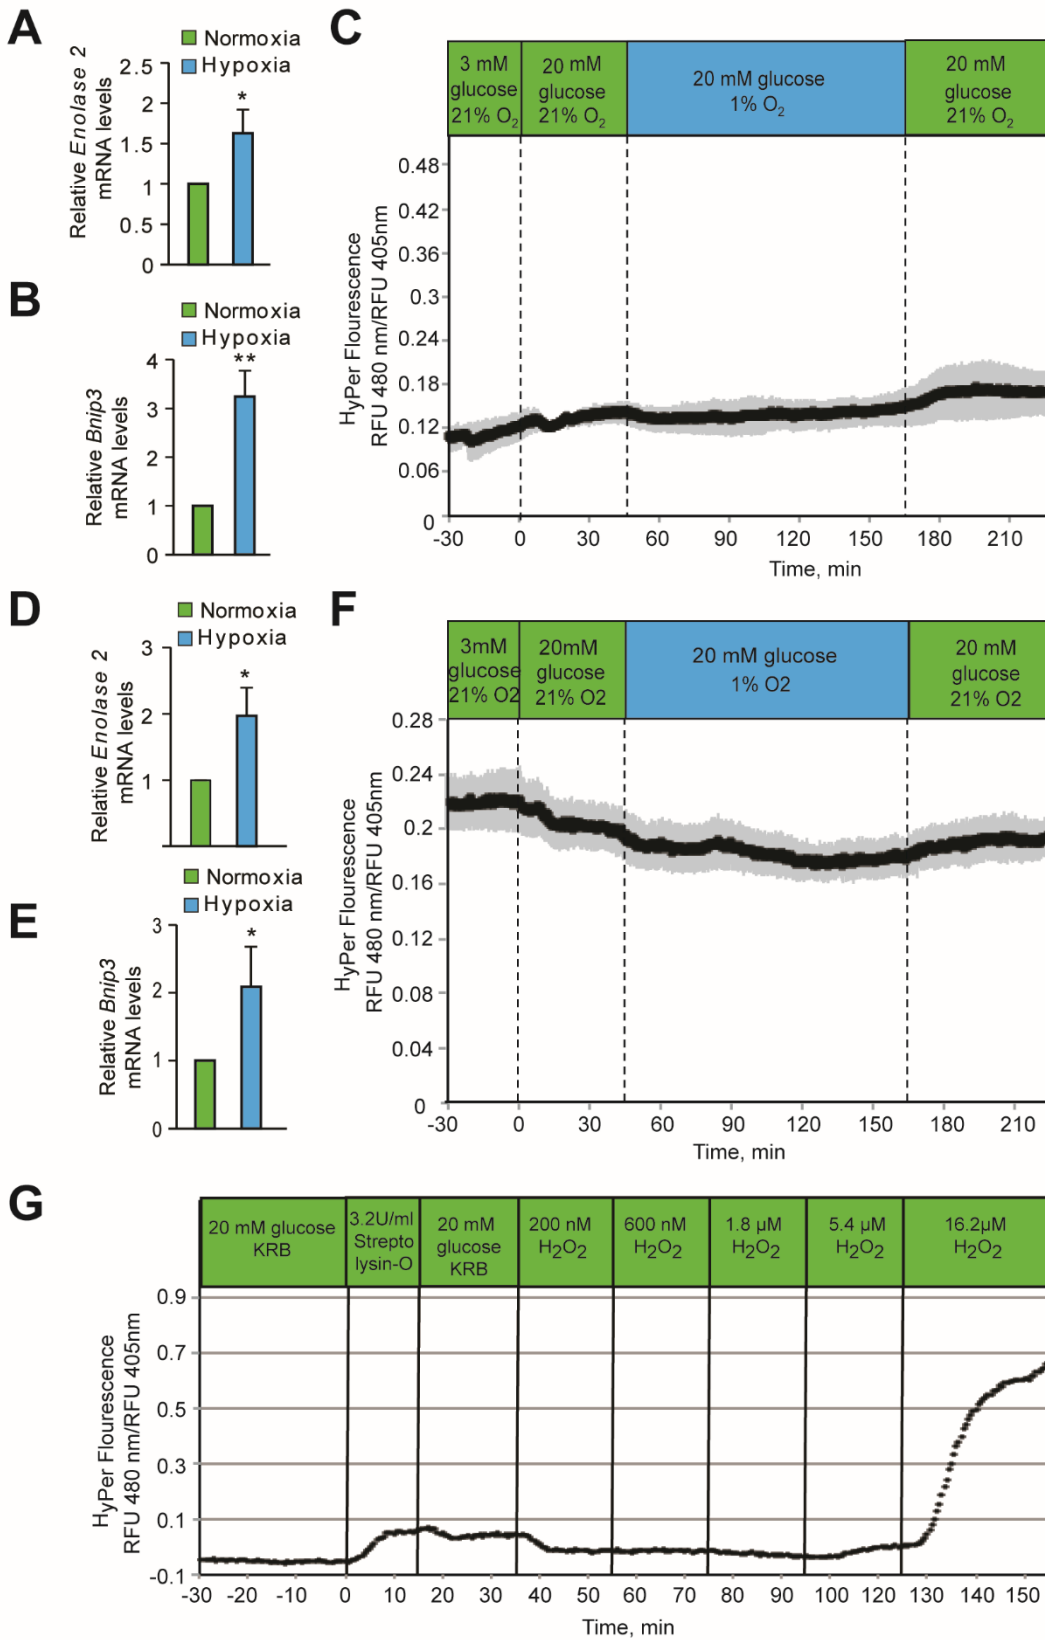 A
Normoxia
Hypoxia
Relative Enolase 2
mRNA levels
2.5
2
1.5
1
0.5
0
*
B
Normoxia
Hypoxia
Relative Bnip3
mRNA levels
4
3
2
1
0
**
C
3 mM
glucose
21% O₂
20 mM
glucose
21% O₂
20 mM glucose
1% O₂
20 mM
glucose
21% O₂
HyPer Flourescence
RFU 480 nm/RFU 405nm
0.48
0.42
0.36
0.3
0.24
0.18
0.12
0.06
0
-30 0 30 60 90 120 150 180 210
Time, min
D
Normoxia
Hypoxia
Relative Enolase 2
mRNA levels
3
2
1
*
E
Normoxia
Hypoxia
Relative Bnip3
mRNA levels
3
2
1
0
*
F
3mM
glucose
21% O2
20mM
glucose
21% O2
20 mM glucose
1% O2
20 mM
glucose
21% O2
HyPer Flourescence
RFU 480 nm/RFU 405nm
0.28
0.24
0.2
0.16
0.12
0.08
0.04
0
-30 0 30 60 90 120 150 180 210
Time, min
G
20 mM glucose
KRB
3.2U/ml
Strepto
lysin-O
20 mM
glucose
KRB
200 nM
H₂O₂
600 nM
H₂O₂
1.8 µM
H₂O₂
5.4 µM
H₂O₂
16.2µM
H₂O₂
HyPer Flourescence
RFU 480 nm/RFU 405nm
0.9
0.7
0.5
0.3
0.1
-0.1
-30 -20 -10 0 10 20 30 40 50 60 70 80 90 100 110 120 130 140 150
Time, min